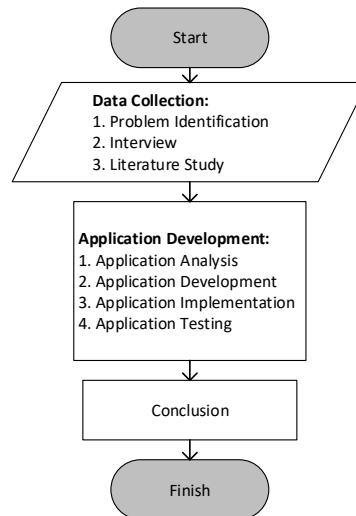 Start
Data Collection:
1. Problem Identification
2. Interview
3. Literature Study
Application Development:
1. Application Analysis
2. Application Development
3. Application Implementation
4. Application Testing
Conclusion
Finish